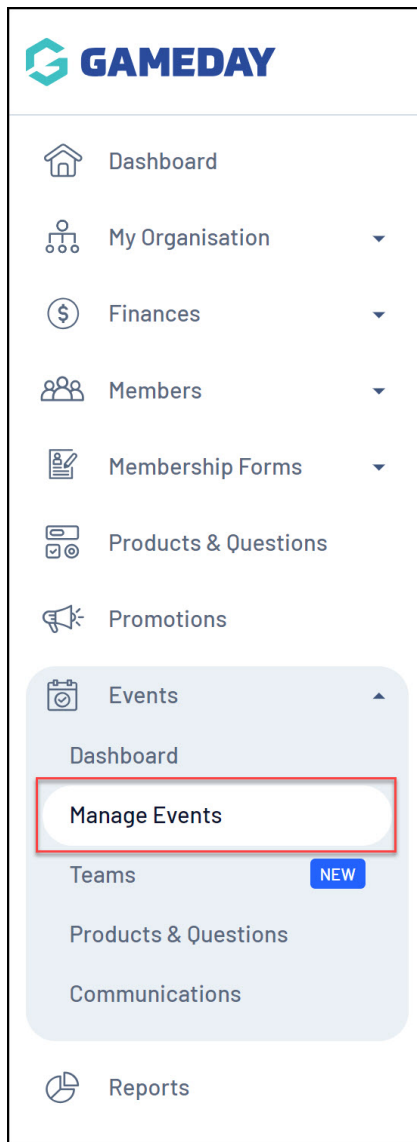 GAMEDAY
Dashboard
My Organisation
Finances
Members
Membership Forms
Products & Questions
Promotions
Events
Dashboard
Manage Events
Teams NEW
Products & Questions
Communications
Reports